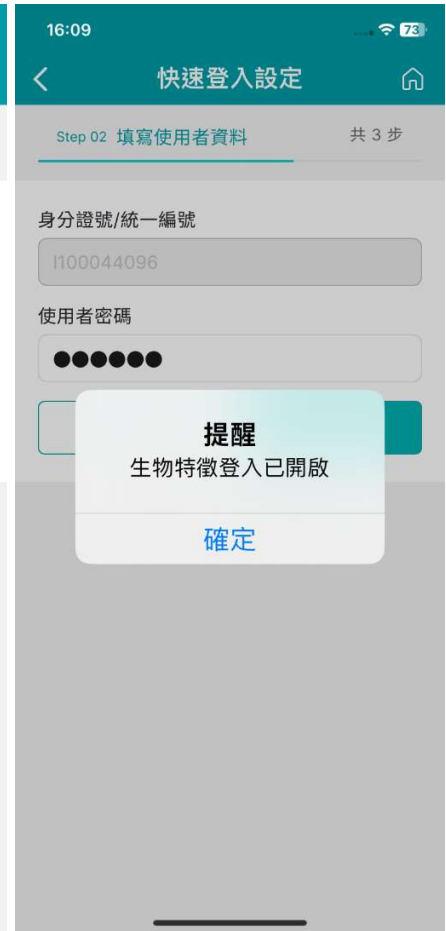 16:09
73
快速登入設定
Step 02 填寫使用者資料
共 3 步
身分證號/統一編號
I100044096
使用者密碼
●●●●●●
提醒
生物特徵登入已開啟
確定